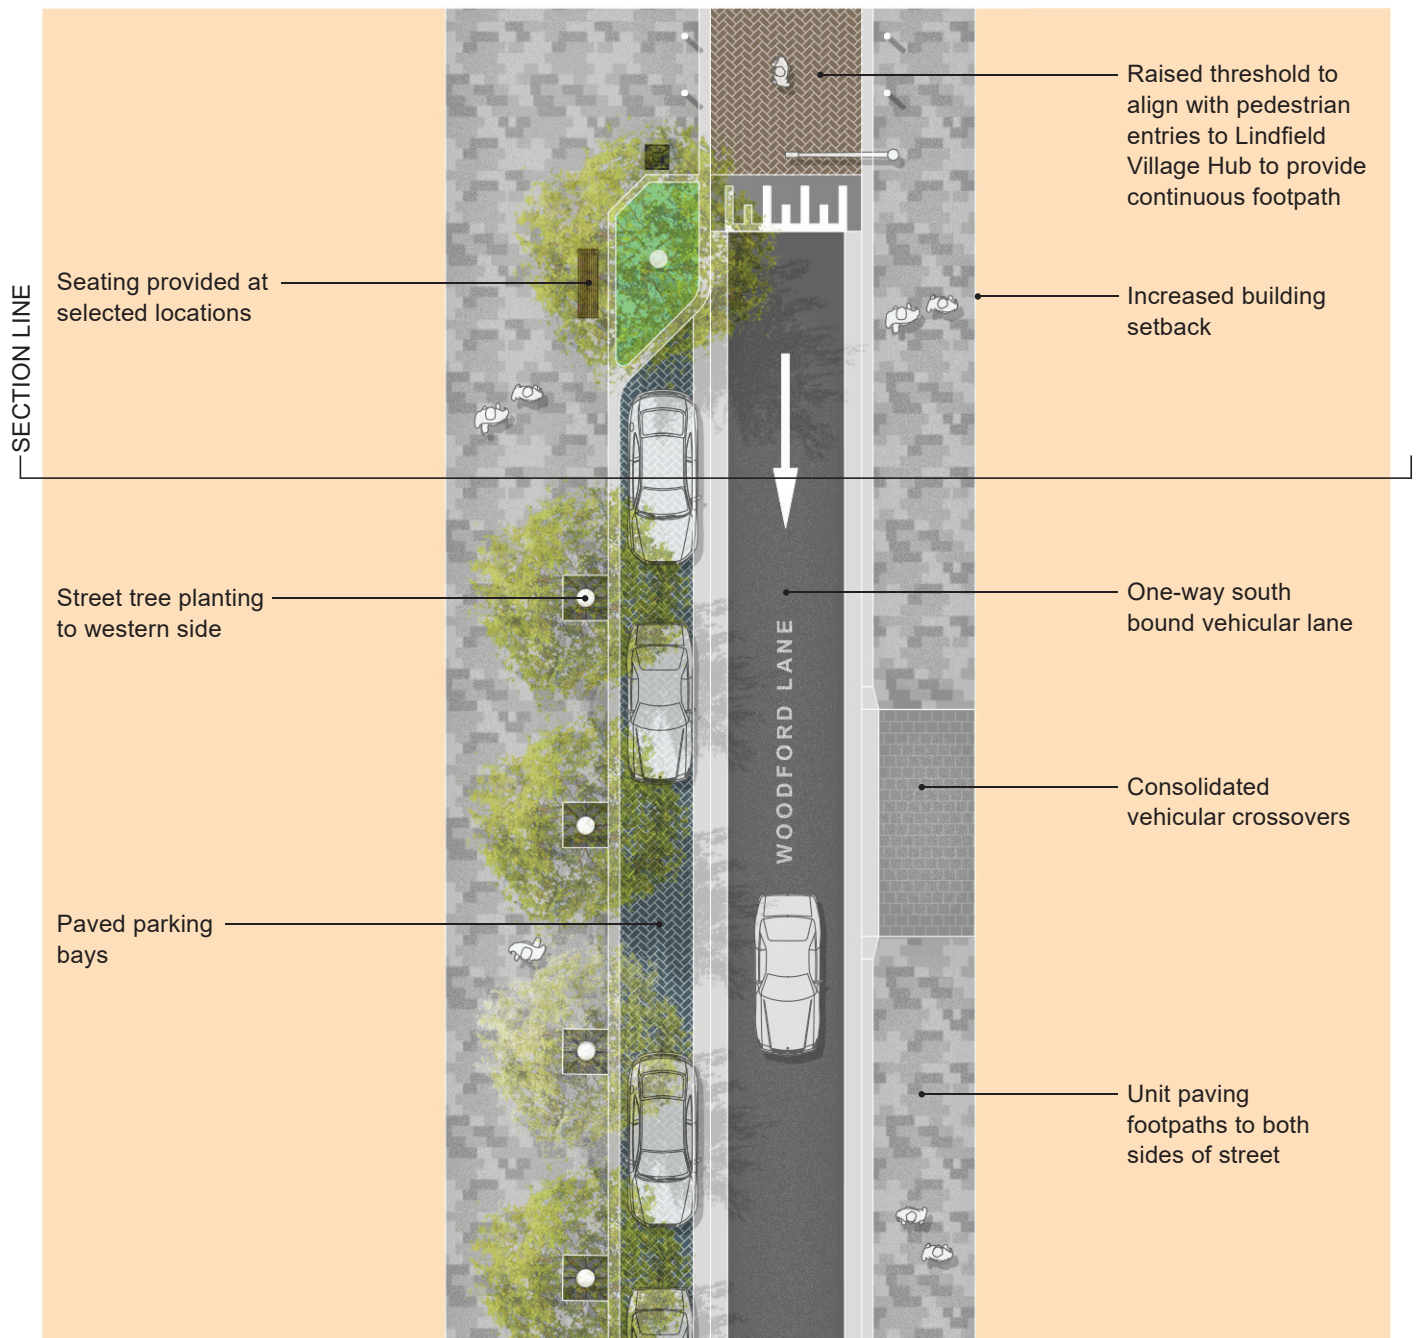 Raised threshold to
align with pedestrian
entries to Lindfield
Village Hub to provide
continuous footpath
Seating provided at
selected locations
Increased building
setback
SECTION LINE
Street tree planting
to western side
One-way south
bound vehicular lane
WOODFORD LANE
Consolidated
vehicular crossovers
Paved parking
bays
Unit paving
footpaths to both
sides of street